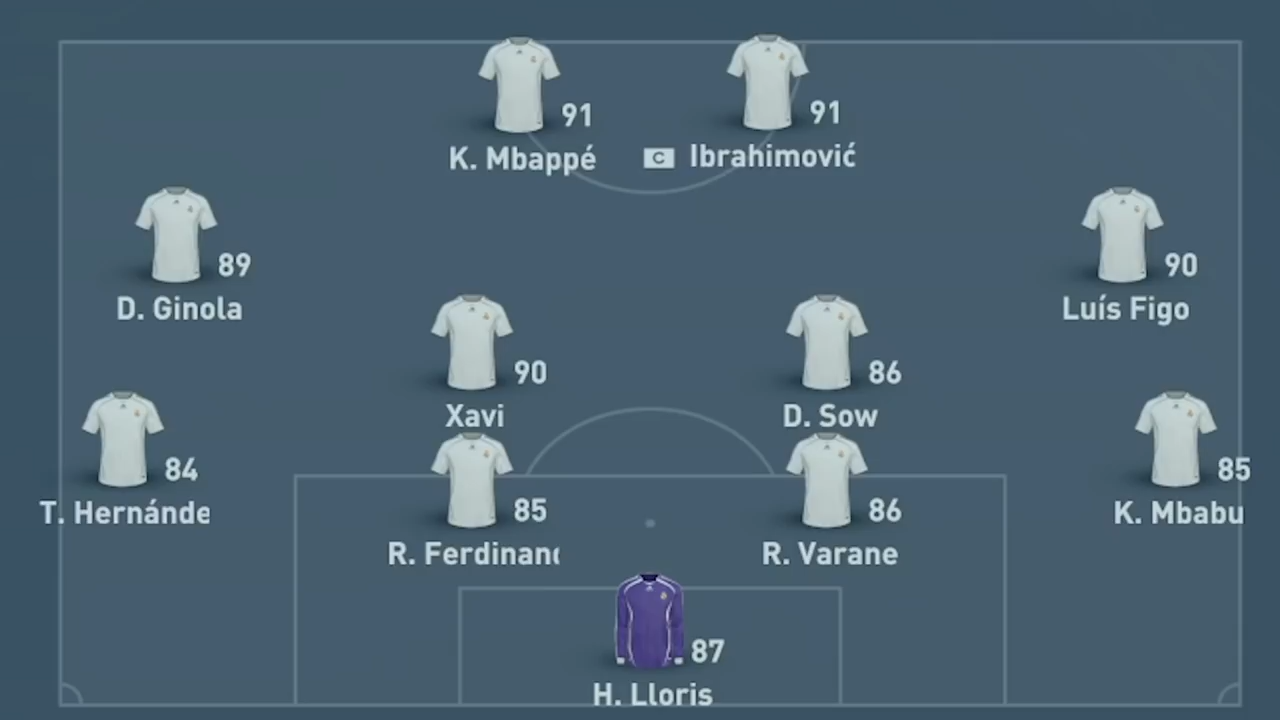 91
K. Mbappé
91
C Ibrahimović
89
D. Ginola
90
Luís Figo
90
Xavi
86
D. Sow
84
T. Hernánde
85
K. Mbabu
85
R. Ferdinand
86
R. Varane
87
H. Lloris